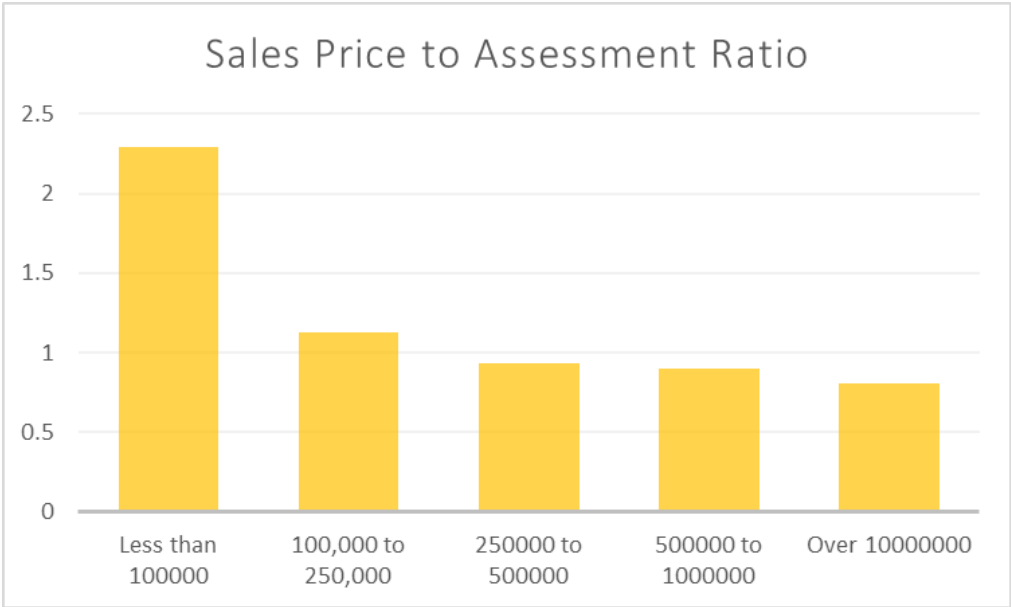 Sales Price to Assessment Ratio
2.5
2
1.5
1
0.5
0
Less than
100000
100,000 to
250,000
250000 to
500000
500000 to
1000000
Over 10000000